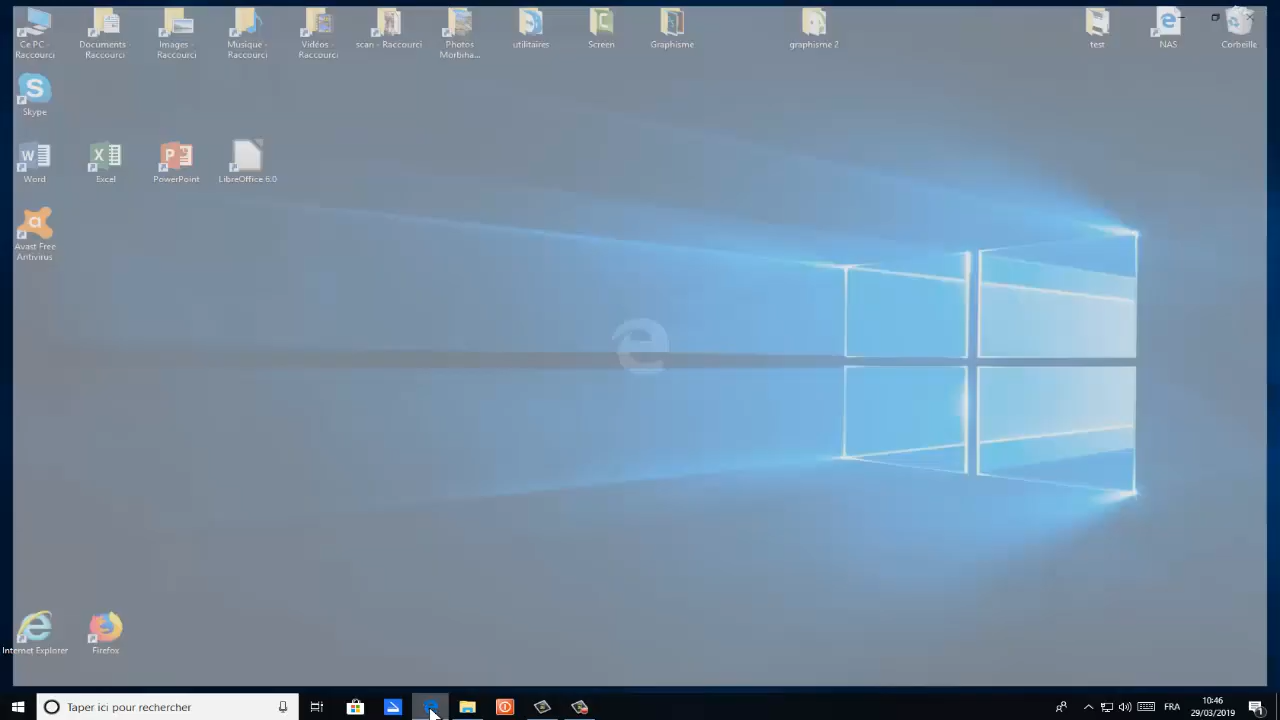 Ce PC -
Raccourci
Documents -
Raccourci
Images -
Raccourci
Musique -
Raccourci
Vidéos -
Raccourci
scan - Raccourci
Photos
Morbiha...
utilitaires
Screen
Graphisme
graphisme 2
test
NAS
Corbeille
Skype
Word
Excel
PowerPoint
LibreOffice 6.0
Avast Free
Antivirus
Internet Explorer
Firefox
Taper ici pour rechercher
FRA
10:46
29/03/2019
1